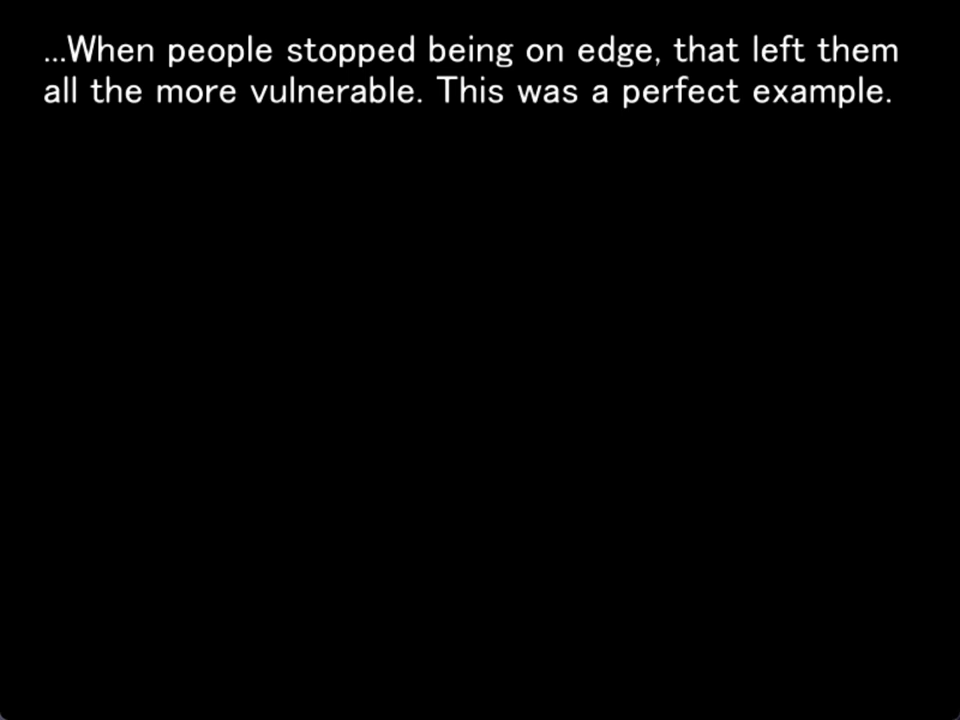 ...When people stopped being on edge, that left them
all the more vulnerable. This was a perfect example.